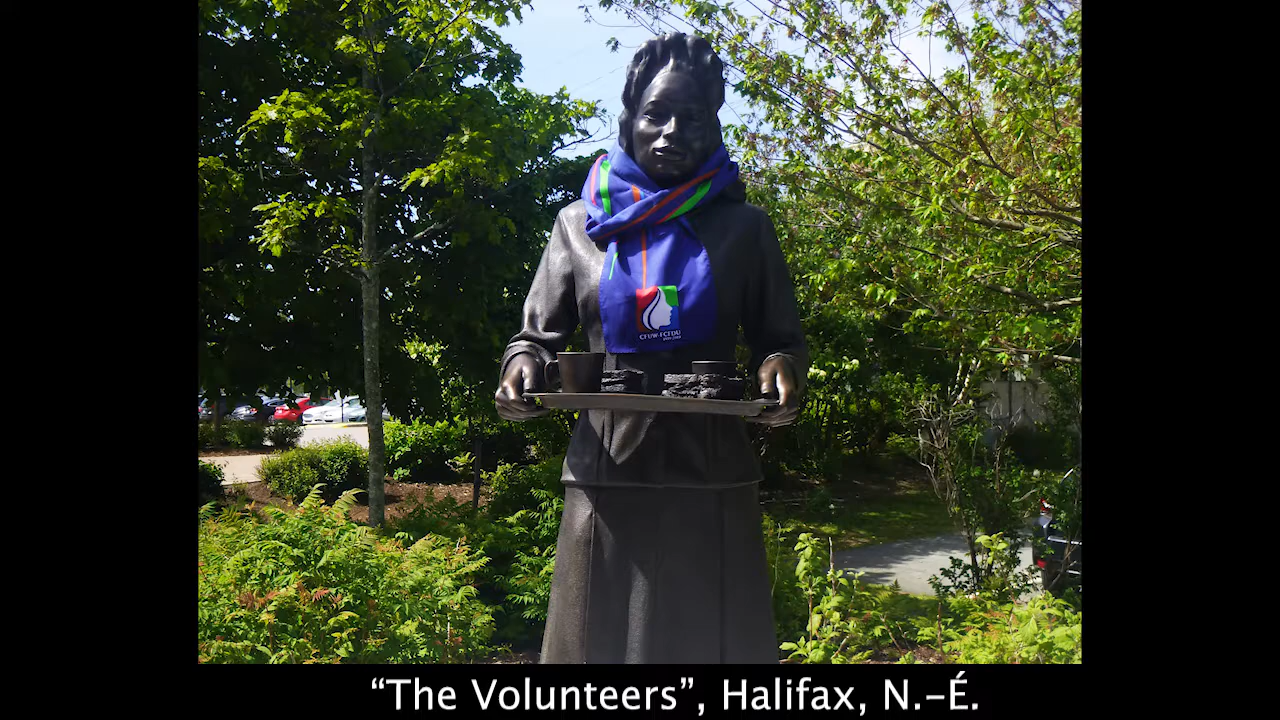 CFUW-FCFDU
“The Volunteers”, Halifax, N.-É.